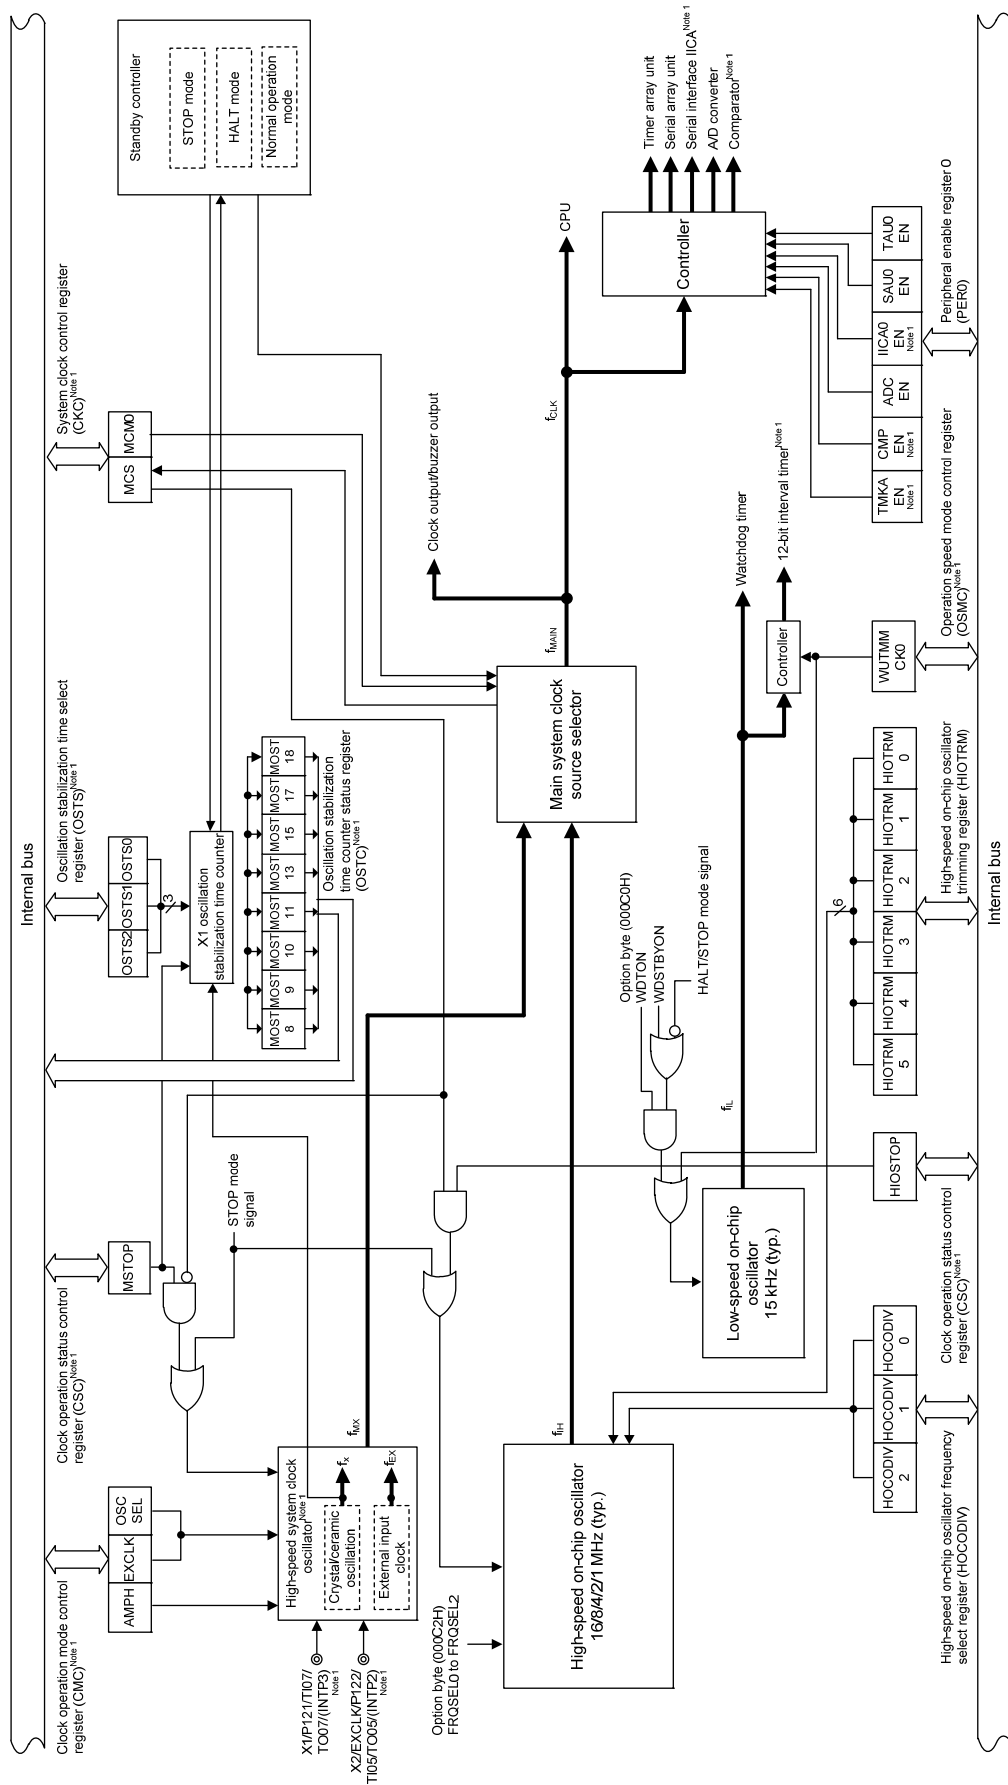 Internal bus
Clock operation mode control
register (CMC)Note 1
AMPH
EXCLK
OSC
SEL
Clock operation status control
register (CSC)Note 1
MSTOP
STOP mode
signal
Oscillation stabilization time select
register (OSTS)Note 1
OSTS2
OSTS1
OSTS0
3
X1 oscillation
stabilization time counter
MOST
8
MOST
9
MOST
10
MOST
11
MOST
13
MOST
15
MOST
17
MOST
18
Oscillation stabilization
time counter status register
(OSTC)Note 1
System clock control register
(CKC)Note 1
MCS
MCM0
Standby controller
STOP mode
HALT mode
Normal operation
mode
X1/P121/TI07/
TO07/(INTP3)
Note 1
X2/EXCLK/P122/
TI05/TO05/(INTP2)
Note 1
High-speed system clock
oscillatorNote 1
Crystal/ceramic
oscillation
fX
External input
clock
fEX
fMX
Main system clock
source selector
fMAIN
Clock output/buzzer output
fCLK
CPU
Controller
Timer array unit
Serial array unit
Serial interface IICANote 1
A/D converter
ComparatorNote 1
Option byte (000C2H)
FRQSEL0 to FRQSEL2
High-speed on-chip oscillator
16/8/4/2/1 MHz (typ.)
fIH
Option byte (000C0H)
WDTON
WDSTBYON
HALT/STOP mode signal
Low-speed on-chip
oscillator
15 kHz (typ.)
fIL
Watchdog timer
Controller
12-bit interval timerNote 1
6
HOCODIV
2
HOCODIV
1
HOCODIV
0
HIOSTOP
HIOTRM
5
HIOTRM
4
HIOTRM
3
HIOTRM
2
HIOTRM
1
HIOTRM
0
WUTMM
CK0
TMKA
EN
Note 1
CMP
EN
Note 1
ADC
EN
IICA0
EN
Note 1
SAU0
EN
TAU0
EN
High-speed on-chip oscillator frequency
select register (HOCODIV)
Clock operation status control
register (CSC)Note 1
High-speed on-chip oscillator
trimming register (HIOTRM)
Operation speed mode control register
(OSMC)Note 1
Peripheral enable register 0
(PER0)
Internal bus